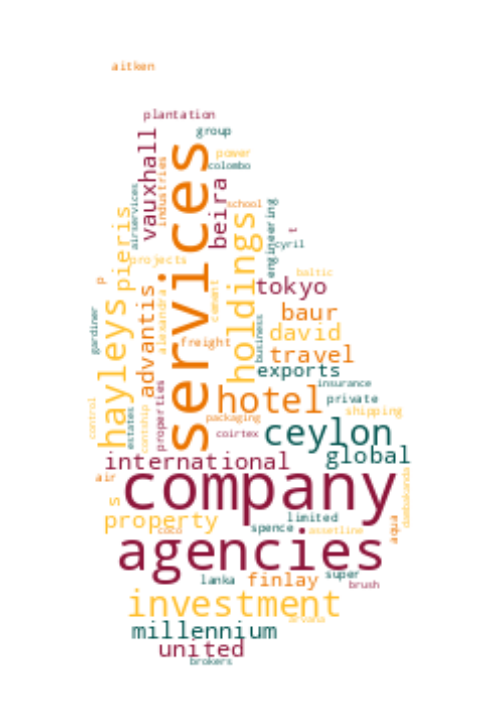 aitken
plantation
group
vauxhall
services
power
colombo
industries
beira
school
airservices
pieris
holdings
engineering
t
cyril
projects
baltic
p
tokyo
hayleys
advantis
alexandra
cement
baur
gardiner
david
business
freight
travel
exports
insurance
properties
hotel
private
control
estates
contship
packaging
shipping
coirtex
ceylon
global
international
air
company
dambakanda
s
property
coco
limited
spence
assetline
aqua
agencies
lanka
finlay
super
brush
investment
arvana
millennium
united
brokers